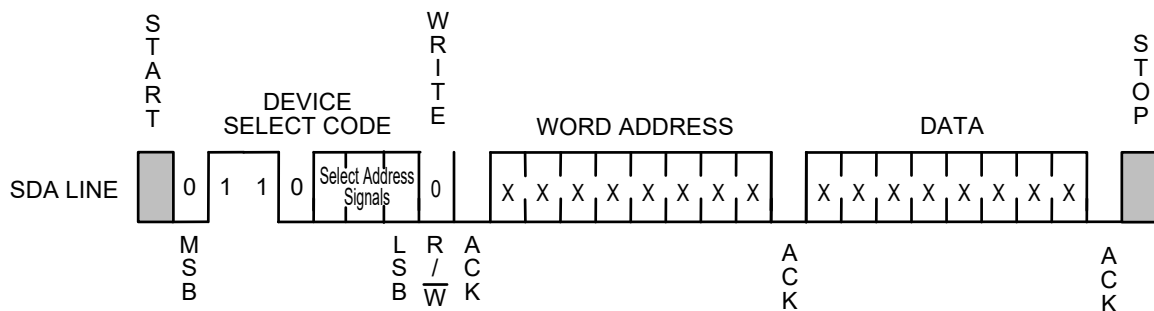 START
WRITE
STOP
DEVICE
SELECT CODE
WORD ADDRESS
DATA
SDA LINE
0 1 1 0 Select Address Signals 0 X X X X X X X X X X X X X X X X
MSB
LSB
R/W̅
ACK
ACK
ACK